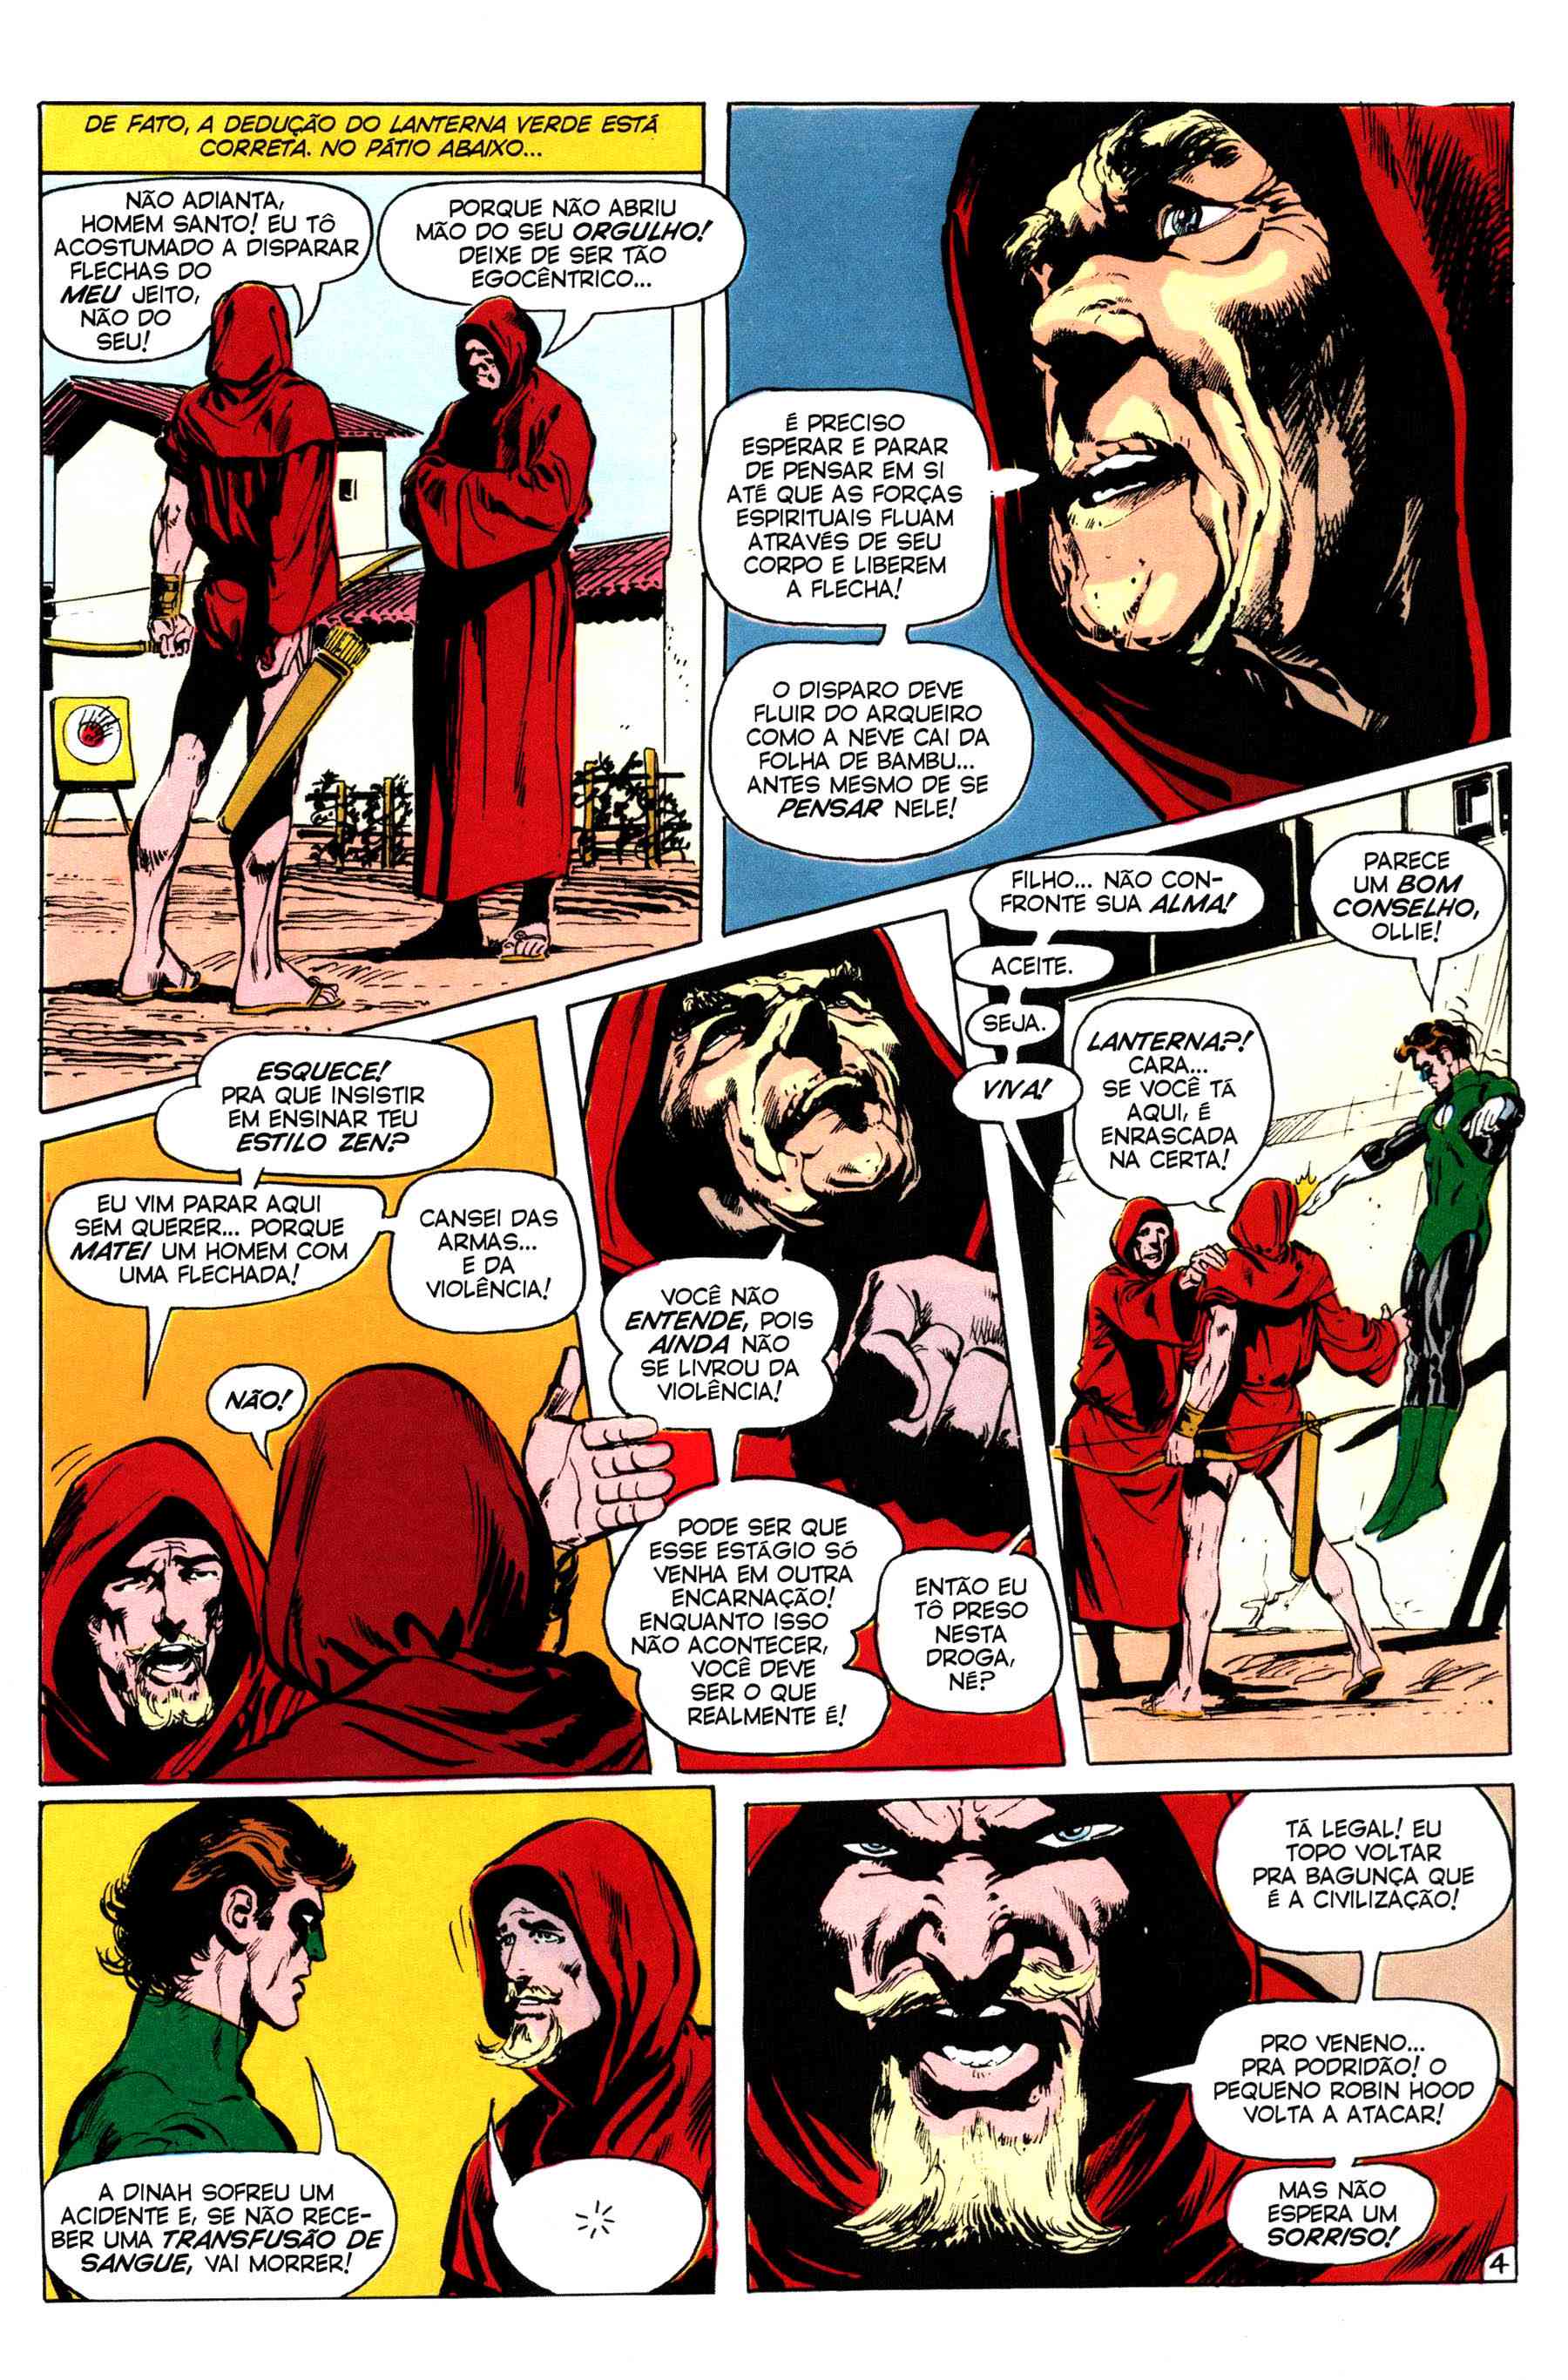 DE FATO, A DEDUÇÃO DO LANTERNA VERDE ESTÁ
CORRETA. NO PÁTIO ABAIXO...
NÃO ADIANTA,
HOMEM SANTO! EU TÔ
ACOSTUMADO A DISPARAR
FLECHAS DO
MEU JEITO,
NÃO DO
SEU!
PORQUE NÃO ABRIU
MÃO DO SEU ORGULHO!
DEIXE DE SER TÃO
EGOCÊNTRICO...
É PRECISO
ESPERAR E PARAR
DE PENSAR EM SI
ATÉ QUE AS FORÇAS
ESPIRITUAIS FLUAM
ATRAVÉS DE SEU
CORPO E LIBEREM
A FLECHA!
O DISPARO DEVE
FLUIR DO ARQUEIRO
COMO A NEVE CAI DA
FOLHA DE BAMBU...
ANTES MESMO DE SE
PENSAR NELE!
ESQUECE!
PRA QUE INSISTIR
EM ENSINAR TEU
ESTILO ZEN?
EU VIM PARAR AQUI
SEM QUERER... PORQUE
MATEI UM HOMEM COM
UMA FLECHADA!
CANSEI DAS
ARMAS...
E DA
VIOLÊNCIA!
NÃO!
VOCÊ NÃO
ENTENDE, POIS
AINDA NÃO
SE LIVROU DA
VIOLÊNCIA!
PODE SER QUE
ESSE ESTÁGIO SÓ
VENHA EM OUTRA
ENCARNAÇÃO!
ENQUANTO ISSO
NÃO ACONTECER,
VOCÊ DEVE
SER O QUE
REALMENTE É!
ENTÃO EU
TÔ PRESO
NESTA
DROGA,
NÉ?
FILHO... NÃO CON-
FRONTE SUA ALMA!
ACEITE.
SEJA.
VIVA!
LANTERNA?!
CARA...
SE VOCÊ TÁ
AQUI, É
ENRASCADA
NA CERTA!
PARECE
UM BOM
CONSELHO,
OLLIE!
A DINAH SOFREU UM
ACIDENTE E, SE NÃO RECE-
BER UMA TRANSFUSÃO DE
SANGUE, VAI MORRER!
TÁ LEGAL! EU
TOPO VOLTAR
PRA BAGUNÇA QUE
É A CIVILIZAÇÃO!
PRO VENENO...
PRA PODRIDÃO! O
PEQUENO ROBIN HOOD
VOLTA A ATACAR!
MAS NÃO
ESPERA UM
SORRISO!
4